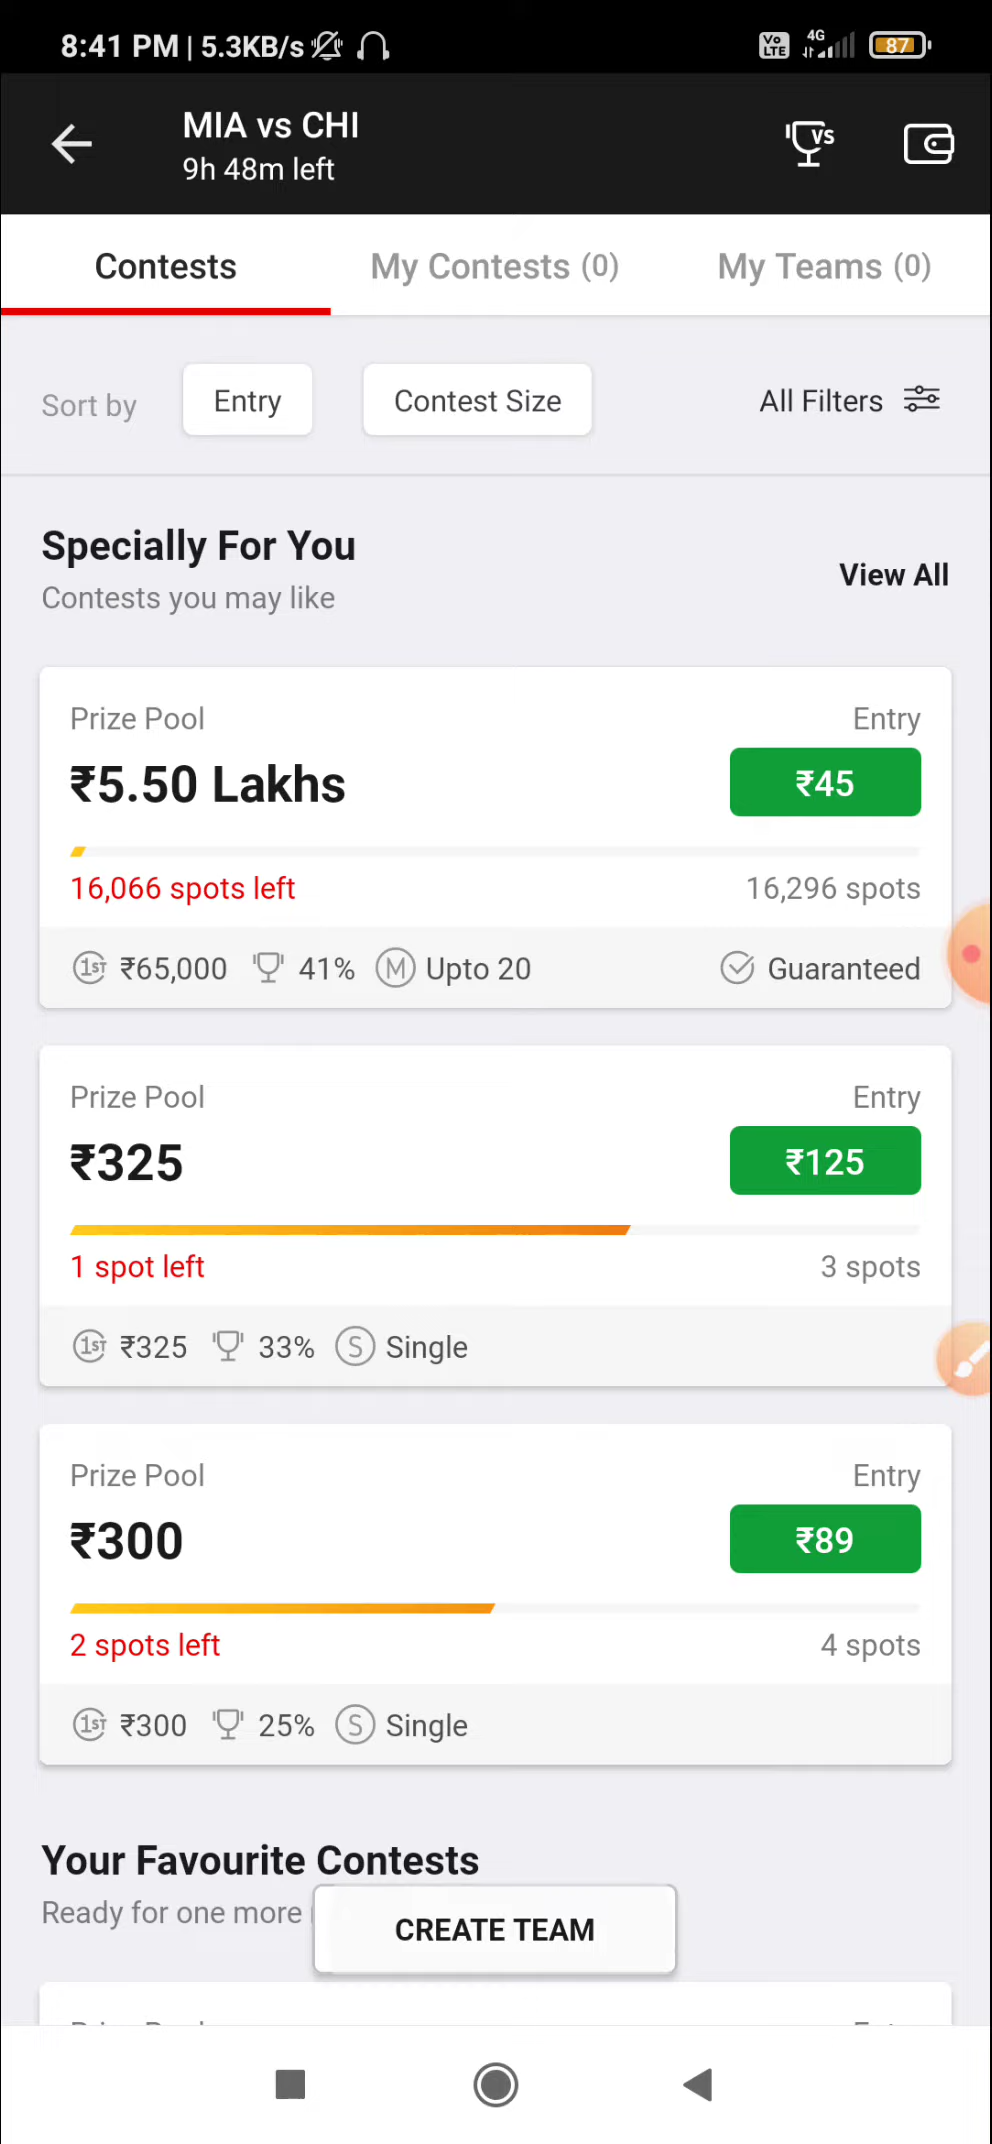 8:41 PM | 5.3KB/s
Vo LTE 4G 87
MIA vs CHI
9h 48m left
VS
Contests My Contests (0) My Teams (0)
Sort by Entry Contest Size All Filters
Specially For You
Contests you may like
View All
Prize Pool Entry
₹5.50 Lakhs ₹45
16,066 spots left 16,296 spots
1ST ₹65,000 41% M Upto 20 Guaranteed
Prize Pool Entry
₹325 ₹125
1 spot left 3 spots
1ST ₹325 33% S Single
Prize Pool Entry
₹300 ₹89
2 spots left 4 spots
1ST ₹300 25% S Single
Your Favourite Contests
Ready for one more
CREATE TEAM